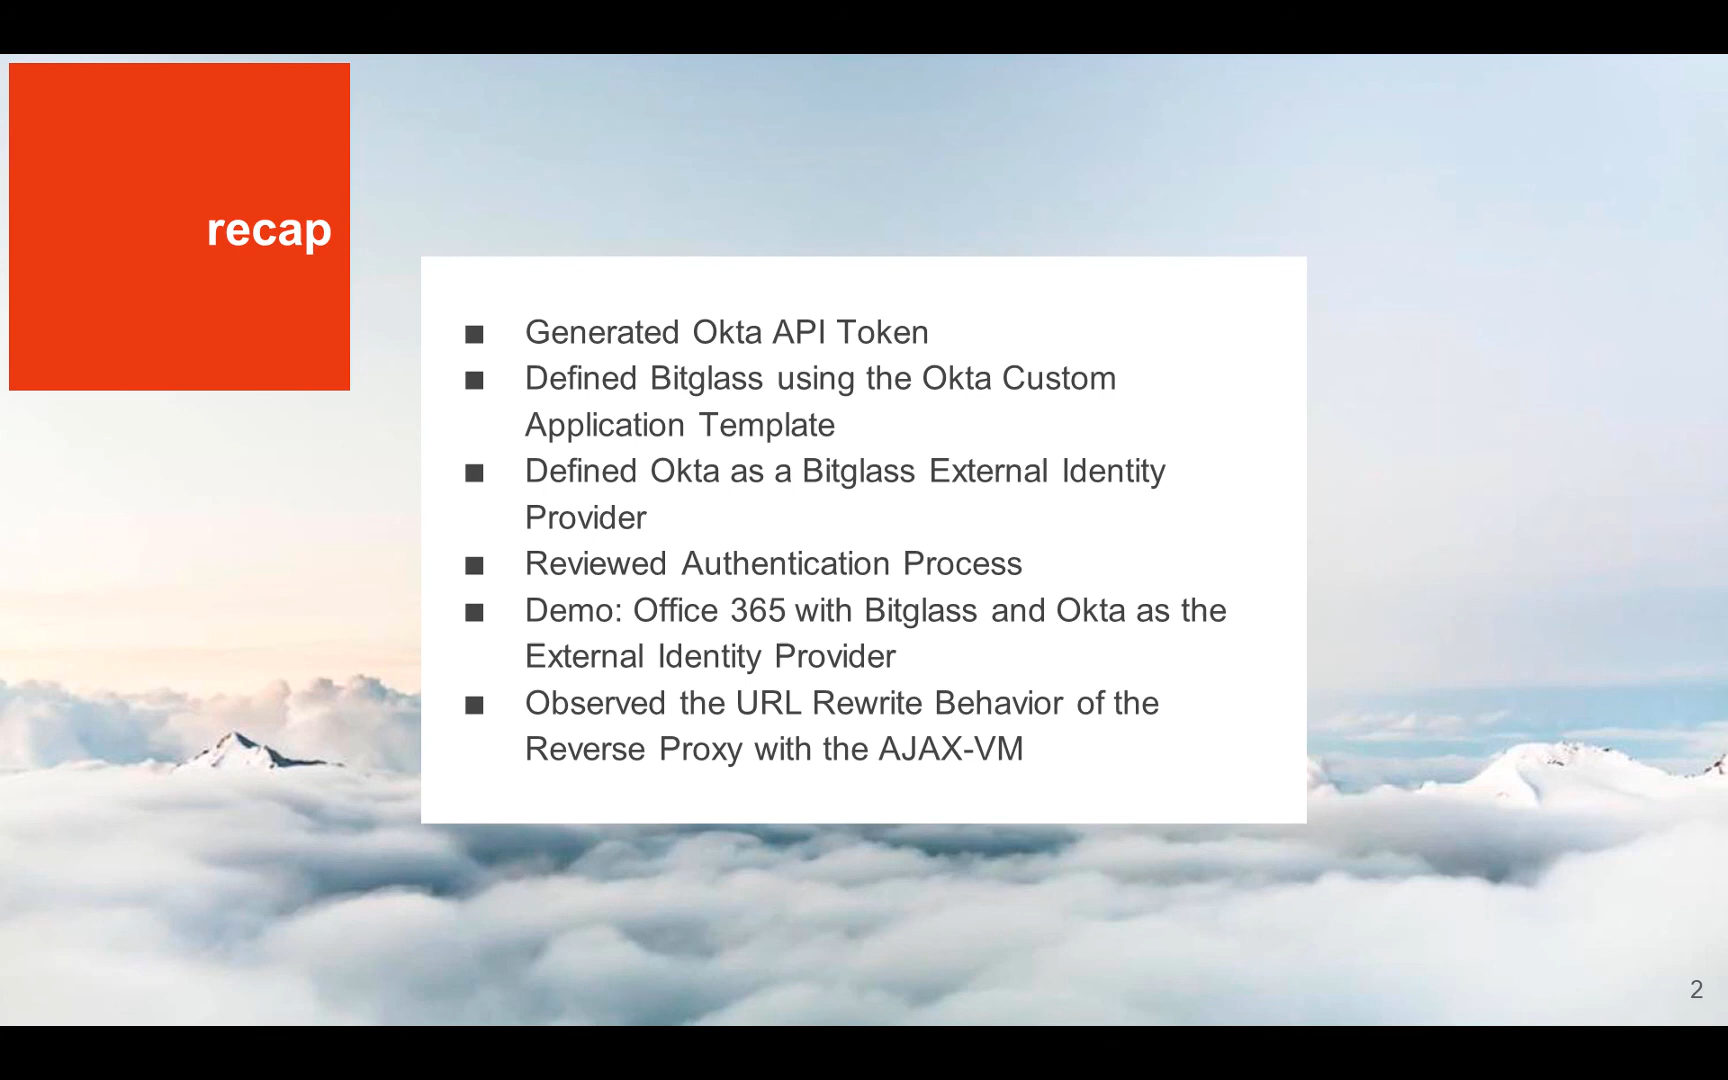 recap
■ Generated Okta API Token
■ Defined Bitglass using the Okta Custom
Application Template
■ Defined Okta as a Bitglass External Identity
Provider
■ Reviewed Authentication Process
■ Demo: Office 365 with Bitglass and Okta as the
External Identity Provider
■ Observed the URL Rewrite Behavior of the
Reverse Proxy with the AJAX-VM
2